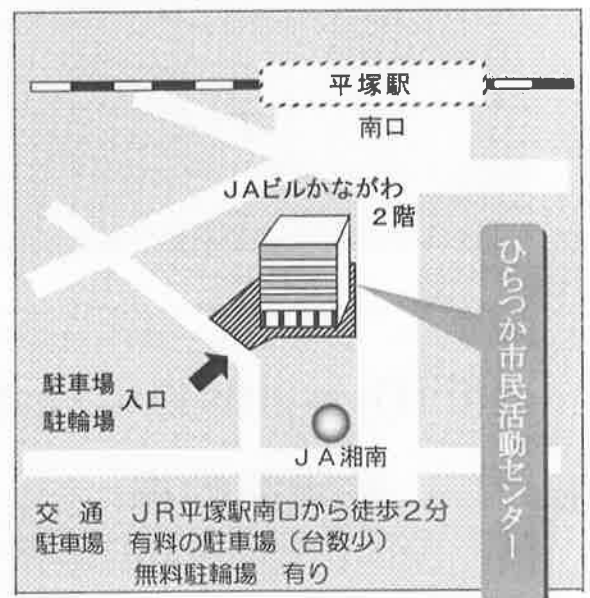 平塚駅
南口
JAビルかながわ
2階
ひらつか市民活動センター
駐車場
駐輪場
入口
JA湘南
交 通 JR平塚駅南口から徒歩2分
駐車場 有料の駐車場（台数少）
無料駐輪場 有り